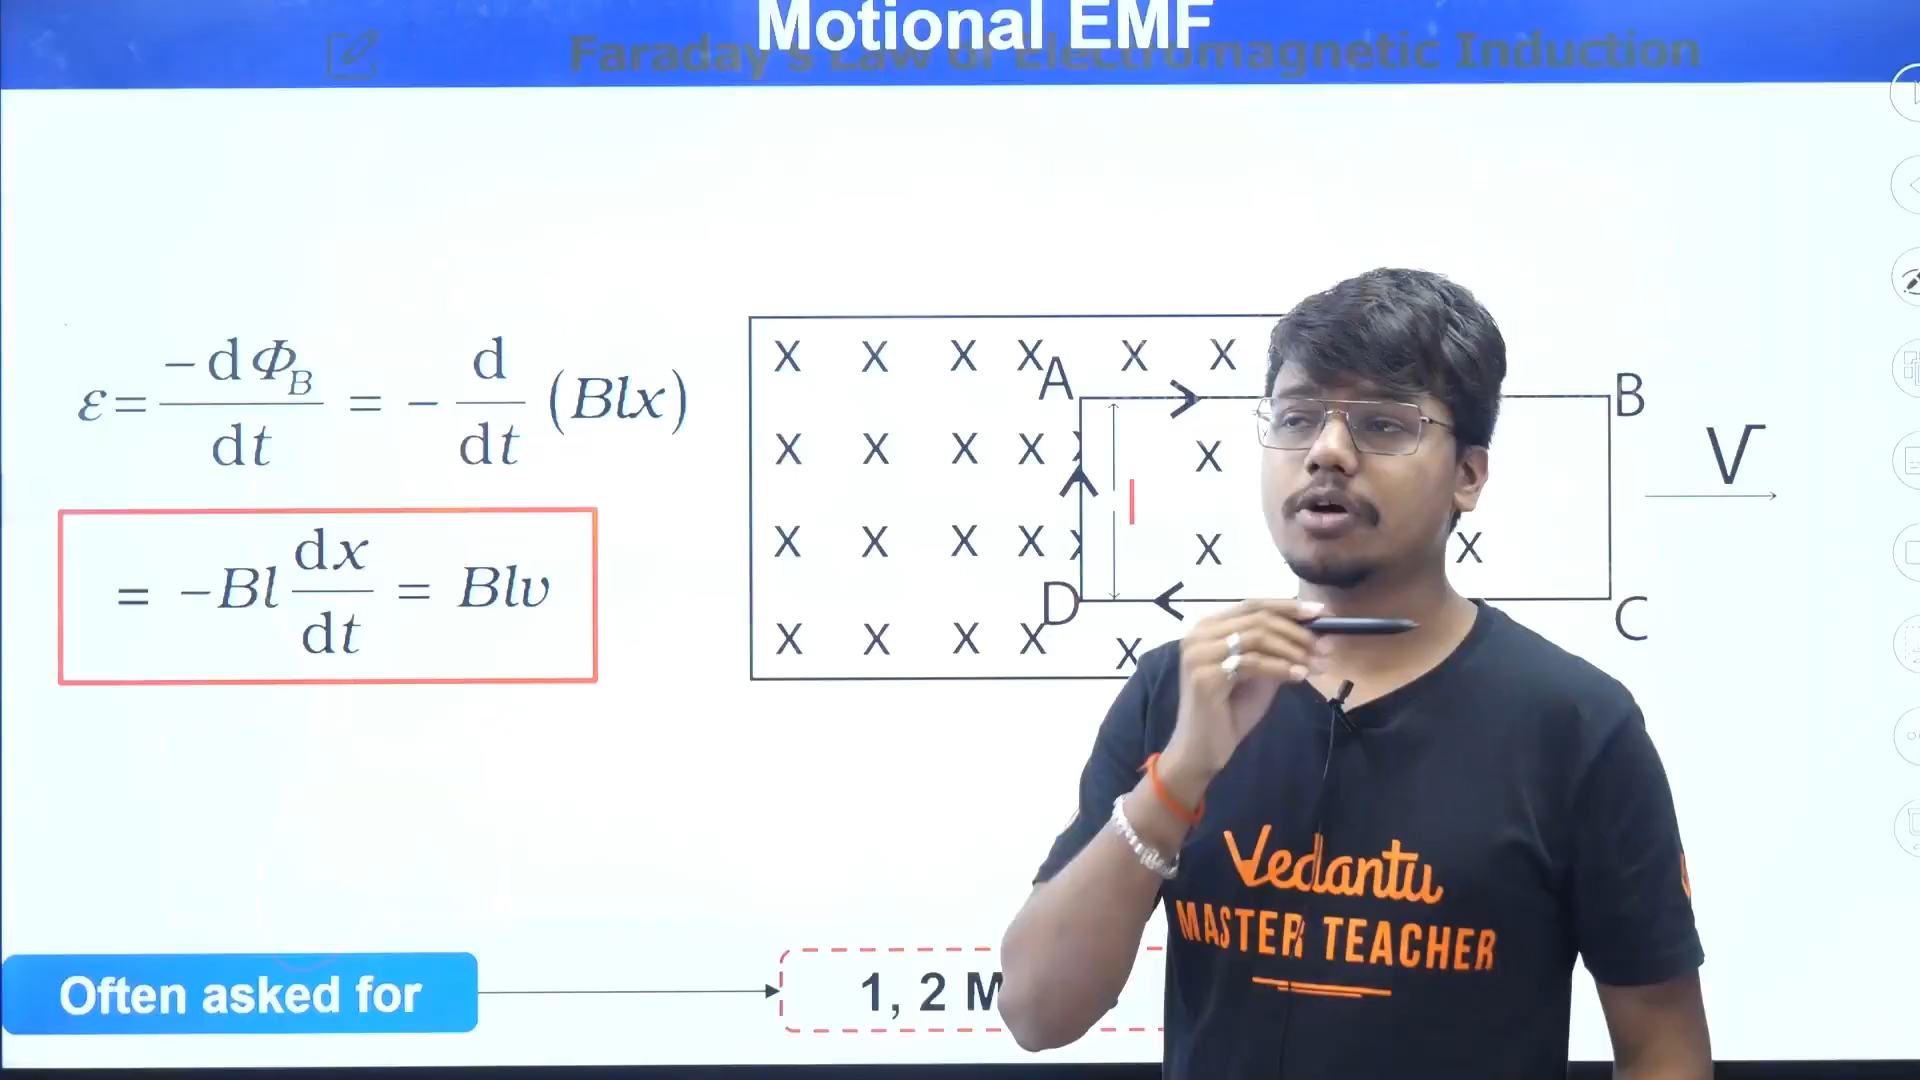 Motional EMF
Faraday's Law of Electromagnetic Induction
ε = −dΦ_B/dt = − d/dt (Blx)
= −Bl dx/dt = Blv
X X X X X X
A B
V
X X X X X
l
X X X X X X
D C
X X X X X
Often asked for
1, 2
Vedantu
MASTER TEACHER